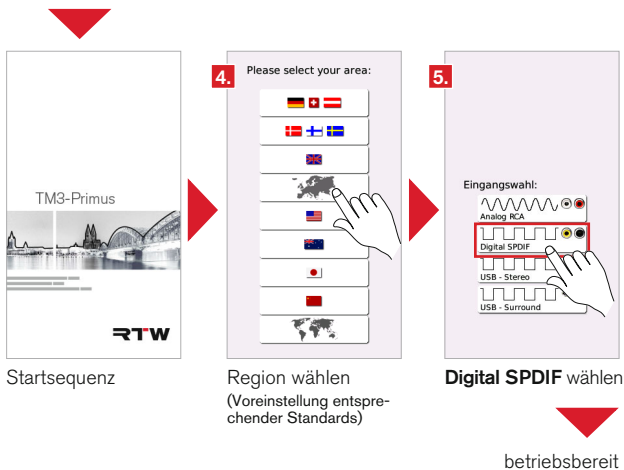 TM3-Primus
RTW
Startsequenz
4.
Please select your area:
Region wählen
(Voreinstellung entspre-
chender Standards)
5.
Eingangswahl:
Analog RCA
Digital SPDIF
USB - Stereo
USB - Surround
Digital SPDIF wählen
betriebsbereit